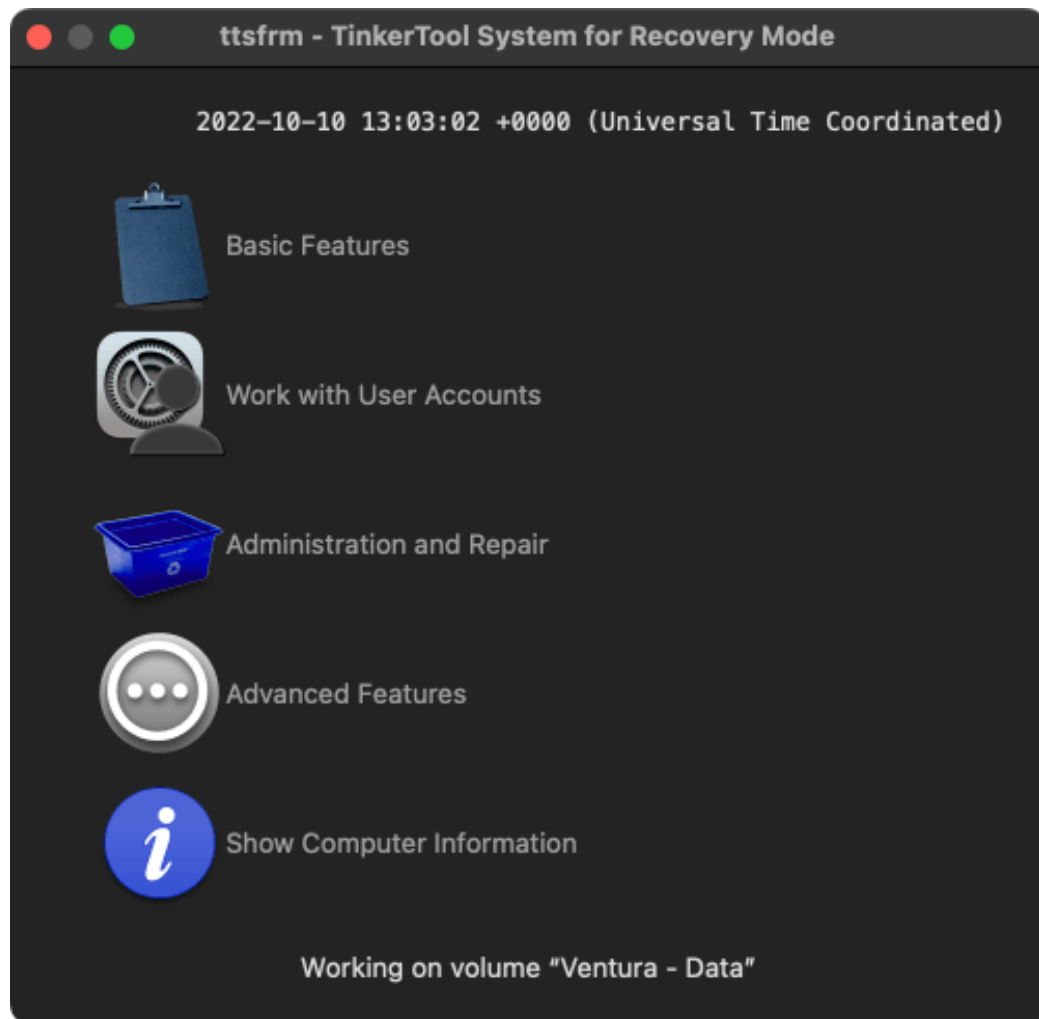 ttsfrm - TinkerTool System for Recovery Mode
2022-10-10 13:03:02 +0000 (Universal Time Coordinated)
Basic Features
Work with User Accounts
Administration and Repair
Advanced Features
i
Show Computer Information
Working on volume “Ventura - Data”